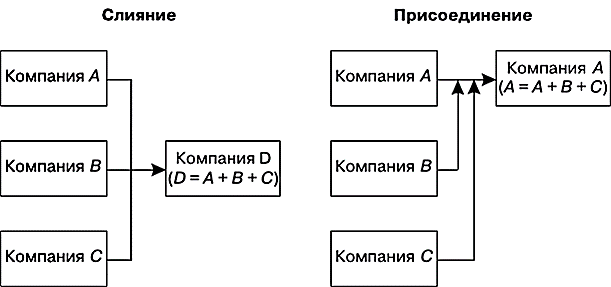 Слияние
Компания A
Компания B
Компания C
Компания D
(D = A + B + C)
Присоединение
Компания A
Компания B
Компания C
Компания A
(A = A + B + C)